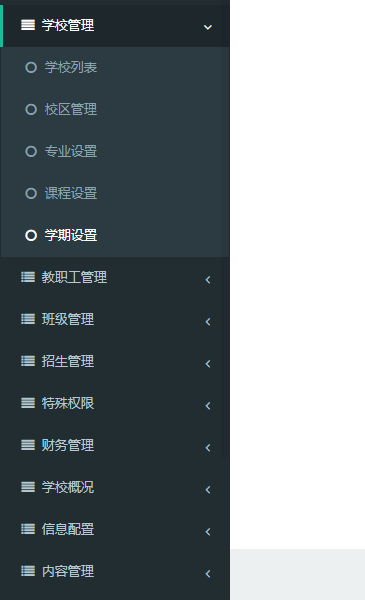 学校管理
学校列表
校区管理
专业设置
课程设置
学期设置
教职工管理
班级管理
招生管理
特殊权限
财务管理
学校概况
信息配置
内容管理